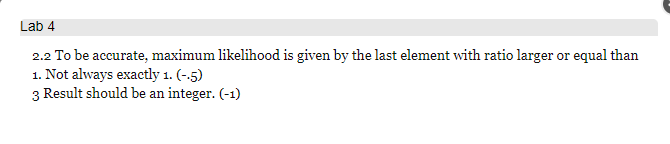 Lab 4
2.2 To be accurate, maximum likelihood is given by the last element with ratio larger or equal than
1. Not always exactly 1. (-.5)
3 Result should be an integer. (-1)